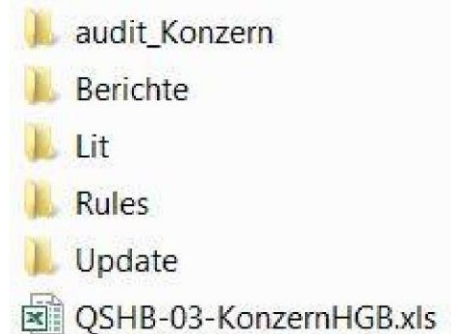 audit_Konzern
Berichte
Lit
Rules
Update
QSHB-03-KonzernHGB.xls